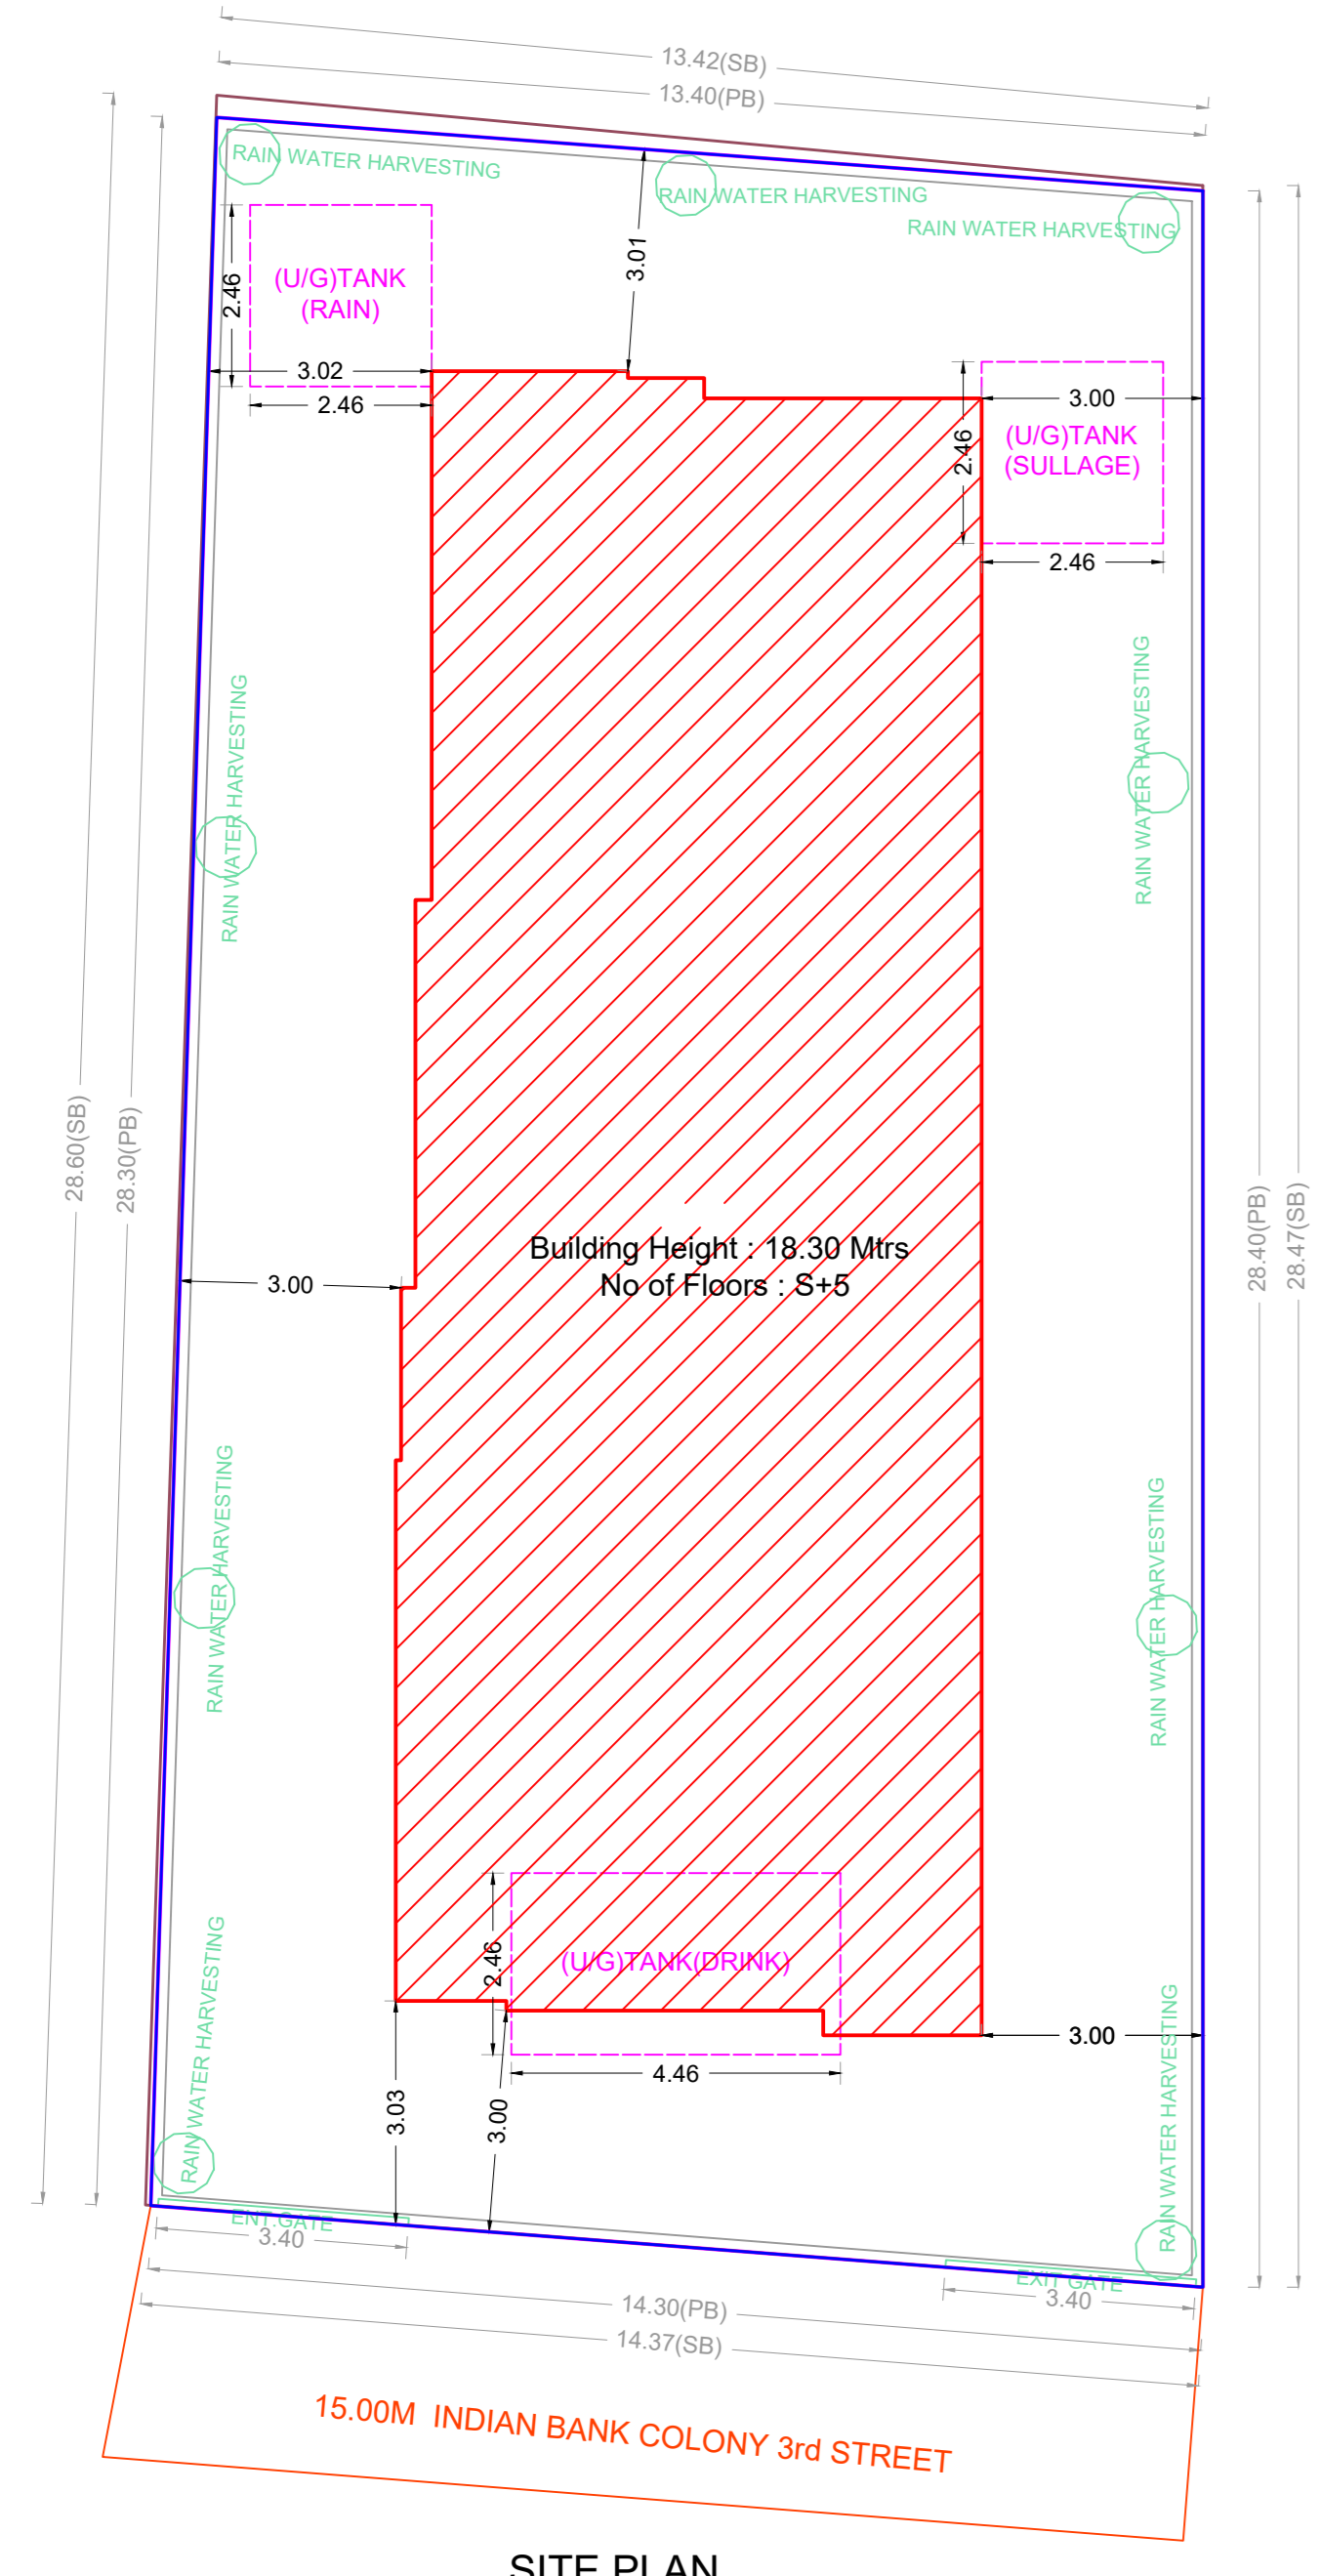 13.42(SB)
13.40(PB)
RAIN WATER HARVESTING
RAIN WATER HARVESTING
RAIN WATER HARVESTING
3.01
2.46
(U/G)TANK
(RAIN)
3.02
2.46
3.00
2.46
(U/G)TANK
(SULLAGE)
2.46
RAIN WATER HARVESTING
RAIN WATER HARVESTING
28.60(SB)
28.30(PB)
28.40(PB)
28.47(SB)
Building Height : 18.30 Mtrs
No of Floors : S+5
3.00
RAIN WATER HARVESTING
RAIN WATER HARVESTING
2.46
(U/G)TANK(DRINK)
RAIN WATER HARVESTING
RAIN WATER HARVESTING
3.00
4.46
3.03
3.00
ENT.GATE
3.40
EXIT GATE
3.40
14.30(PB)
14.37(SB)
15.00M INDIAN BANK COLONY 3rd STREET
SITE PLAN